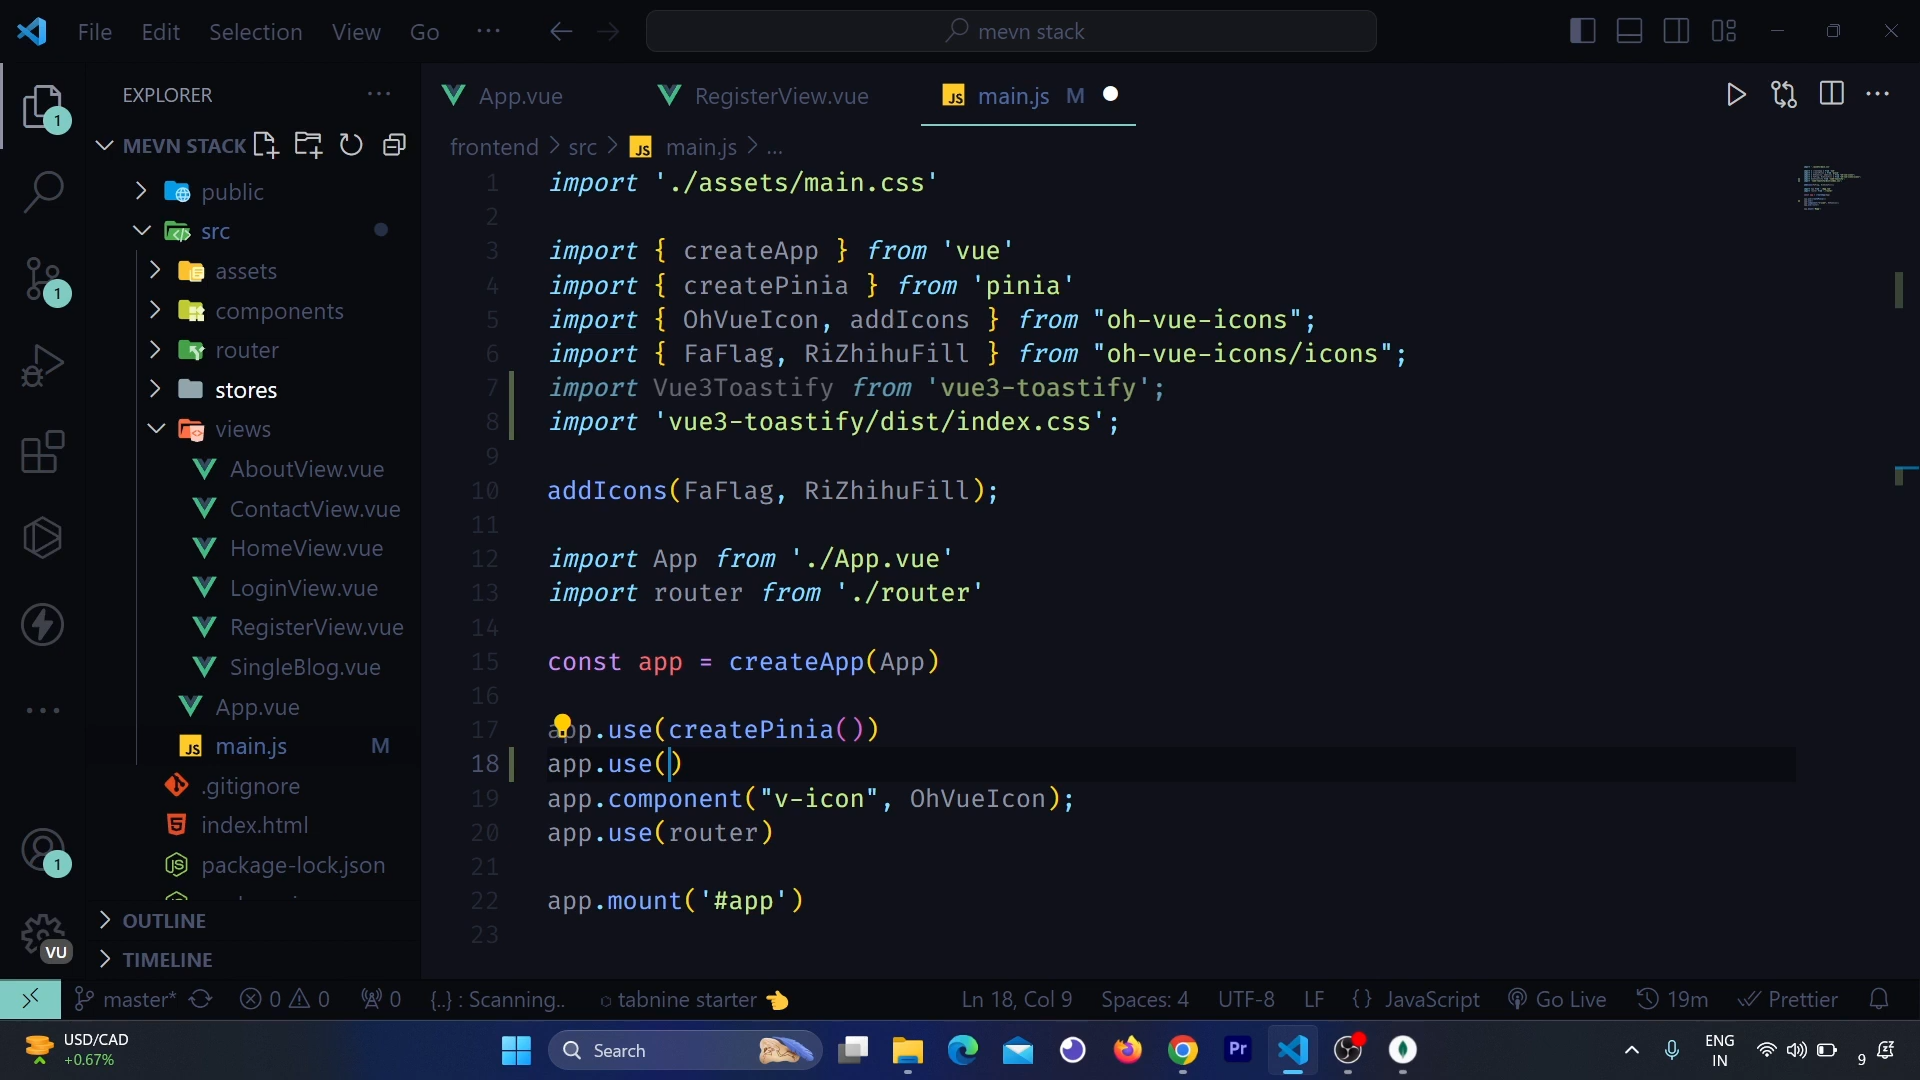 File Edit Selection View Go ··· mevn stack
EXPLORER ···
App.vue RegisterView.vue JS main.js M
MEVN STACK
frontend > src > JS main.js > ...
public
src
assets
components
router
stores
views
AboutView.vue
ContactView.vue
HomeView.vue
LoginView.vue
RegisterView.vue
SingleBlog.vue
App.vue
JS main.js M
.gitignore
index.html
package-lock.json
OUTLINE
TIMELINE
1
1
1
VU
1 import './assets/main.css'
2
3 import { createApp } from 'vue'
4 import { createPinia } from 'pinia'
5 import { OhVueIcon, addIcons } from "oh-vue-icons";
6 import { FaFlag, RiZhihuFill } from "oh-vue-icons/icons";
7 import Vue3Toastify from 'vue3-toastify';
8 import 'vue3-toastify/dist/index.css';
9
10 addIcons(FaFlag, RiZhihuFill);
11
12 import App from './App.vue'
13 import router from './router'
14
15 const app = createApp(App)
16
17 app.use(createPinia())
18 app.use()
19 app.component("v-icon", OhVueIcon);
20 app.use(router)
21
22 app.mount('#app')
23
master* 0 0 0 {..} : Scanning.. tabnine starter Ln 18, Col 9 Spaces: 4 UTF-8 LF {} JavaScript Go Live 19m Prettier
USD/CAD
+0.67%
Search
Pr
ENG
IN
9